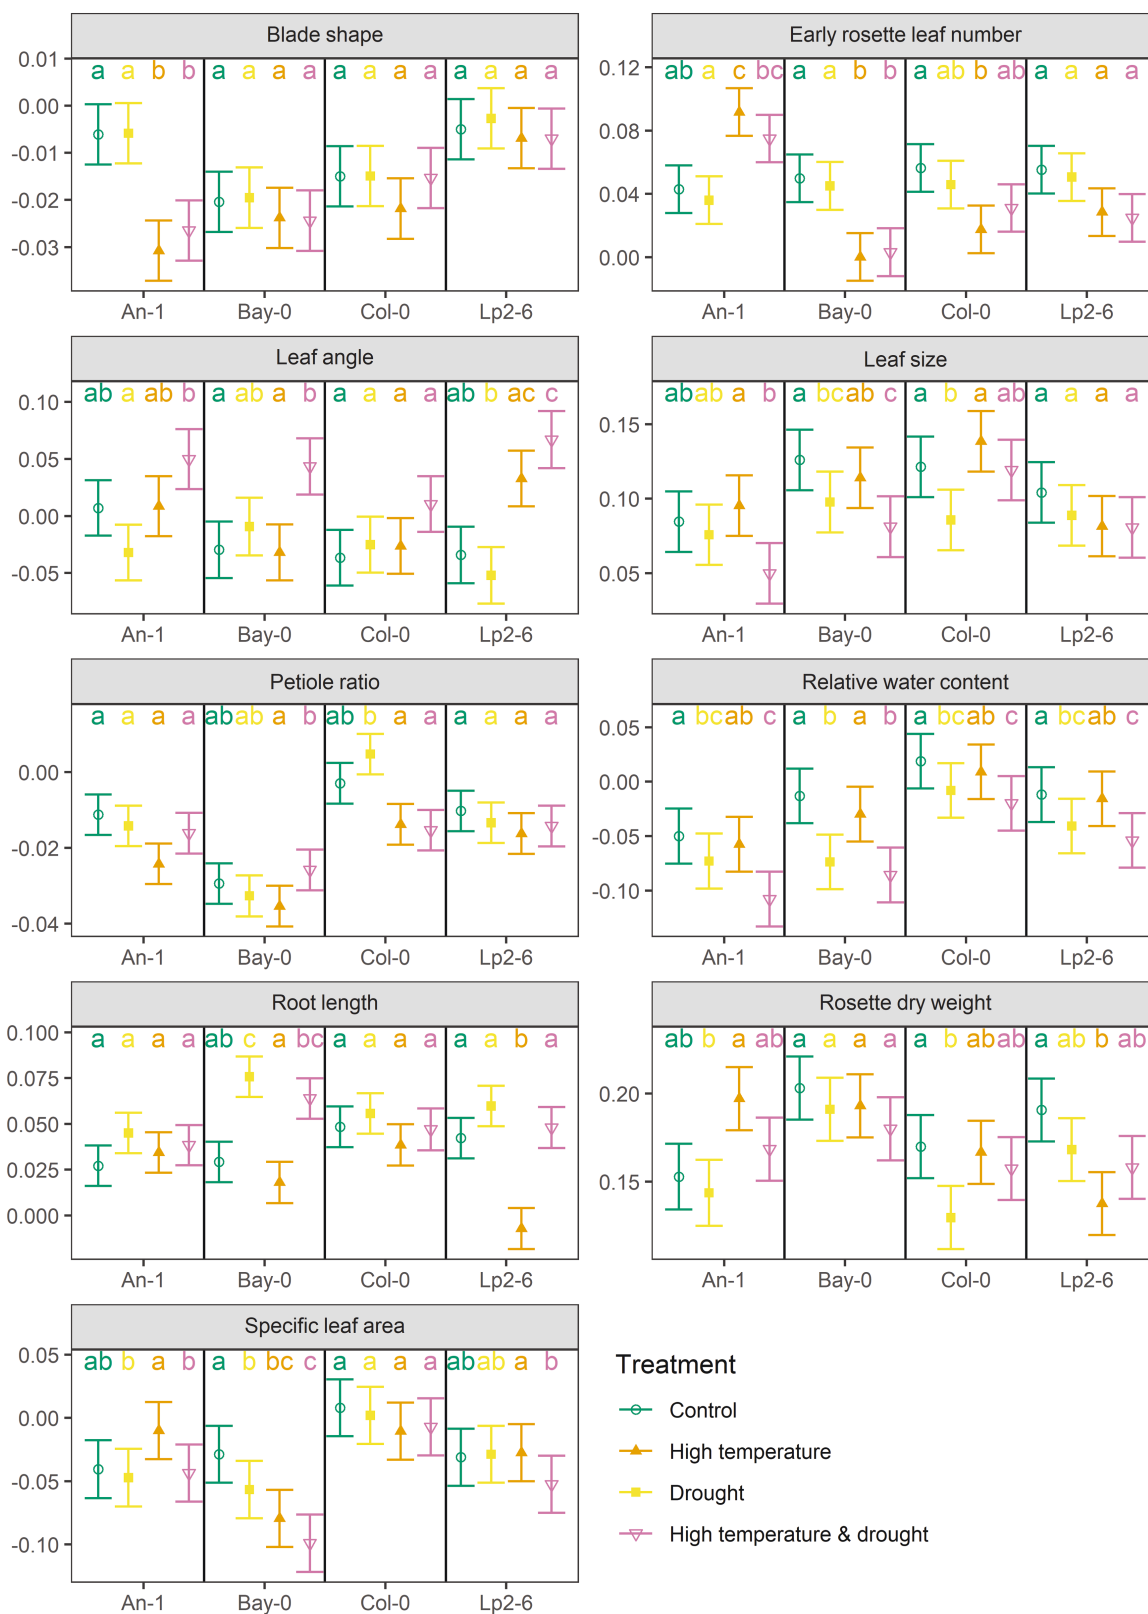 Blade shape
0.01
0.00
-0.01
-0.02
-0.03
a a b b a a a a a a a a a a a a
An-1 Bay-0 Col-0 Lp2-6
Early rosette leaf number
0.12
0.08
0.04
0.00
ab a c bc a a b b a ab b ab a a a a
An-1 Bay-0 Col-0 Lp2-6
Leaf angle
0.10
0.05
0.00
-0.05
ab a ab b a ab a b a a a a ab b ac c
An-1 Bay-0 Col-0 Lp2-6
Leaf size
0.15
0.10
0.05
ab ab a b a bc ab c a b a ab a a a a
An-1 Bay-0 Col-0 Lp2-6
Petiole ratio
0.00
-0.02
-0.04
a a a a ab ab a b ab b a a a a a a
An-1 Bay-0 Col-0 Lp2-6
Relative water content
0.05
0.00
-0.05
-0.10
a bc ab c a b a b a bc ab c a bc ab c
An-1 Bay-0 Col-0 Lp2-6
Root length
0.100
0.075
0.050
0.025
0.000
a a a a ab c a bc a a a a a a b a
An-1 Bay-0 Col-0 Lp2-6
Rosette dry weight
0.20
0.15
ab b a ab a a a a a b ab ab a ab b ab
An-1 Bay-0 Col-0 Lp2-6
Specific leaf area
0.05
0.00
-0.05
-0.10
ab b a b a b bc c a a a a ab ab a b
An-1 Bay-0 Col-0 Lp2-6
Treatment
Control
High temperature
Drought
High temperature & drought